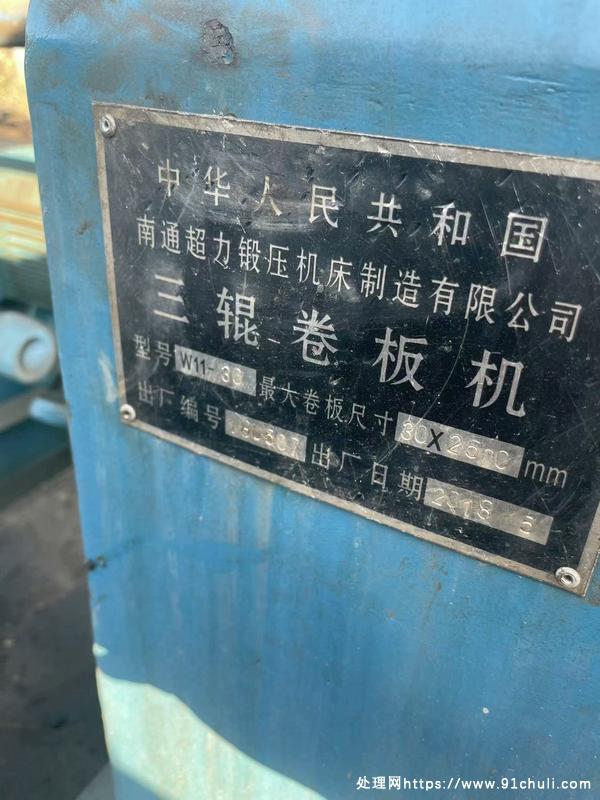 中华人民共和国
南通超力锻压机床制造有限公司
三辊卷板机
型号 W11-30 最大卷板尺寸 30X2500 mm
出厂编号 出厂日期 2018 5
处理网https://www.91chuli.com